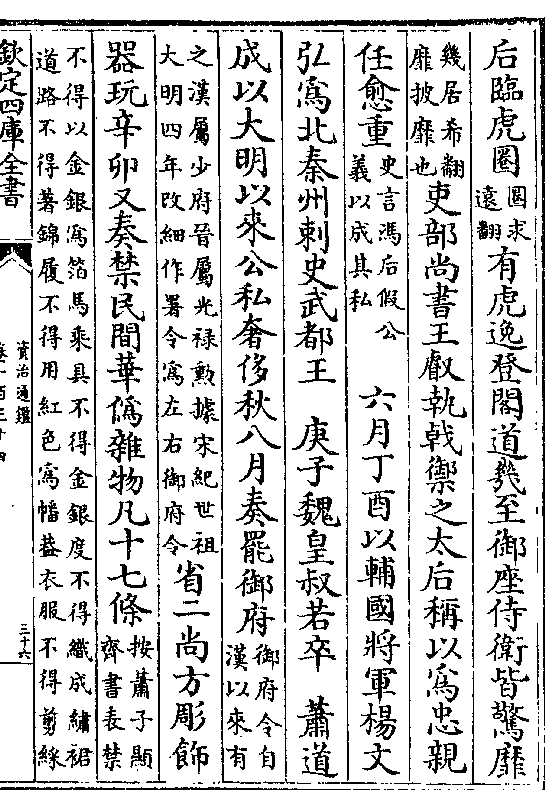 后臨虎圈圈求遠翻有虎逸登閣道幾至御座侍衛皆驚靡
幾居希翻靡披靡也吏部尚書王叡執戟禦之太后稱以為忠親
任愈重史言馮后假公義以成其私　六月丁酉以輔國將軍楊文
弘為北秦州刺史武都王　庚子魏皇叔若卒　蕭道
成以大明以來公私奢侈秋八月奏罷御府御府令自漢以來有
之漢屬少府晉屬光禄勲據宋紀世祖大明四年改細作署令為左右御府令省二尚方彫飾
器玩辛卯又奏禁民間華偽雜物凡十七條按蕭子顯齊書表禁
不得以金銀為箔馬乘具不得金銀度不得織成繡裙
道路不得著錦履不得用紅色為幡葢衣服不得剪綵
欽定四庫全書
資治通鑑
卷一百三十四
三十六